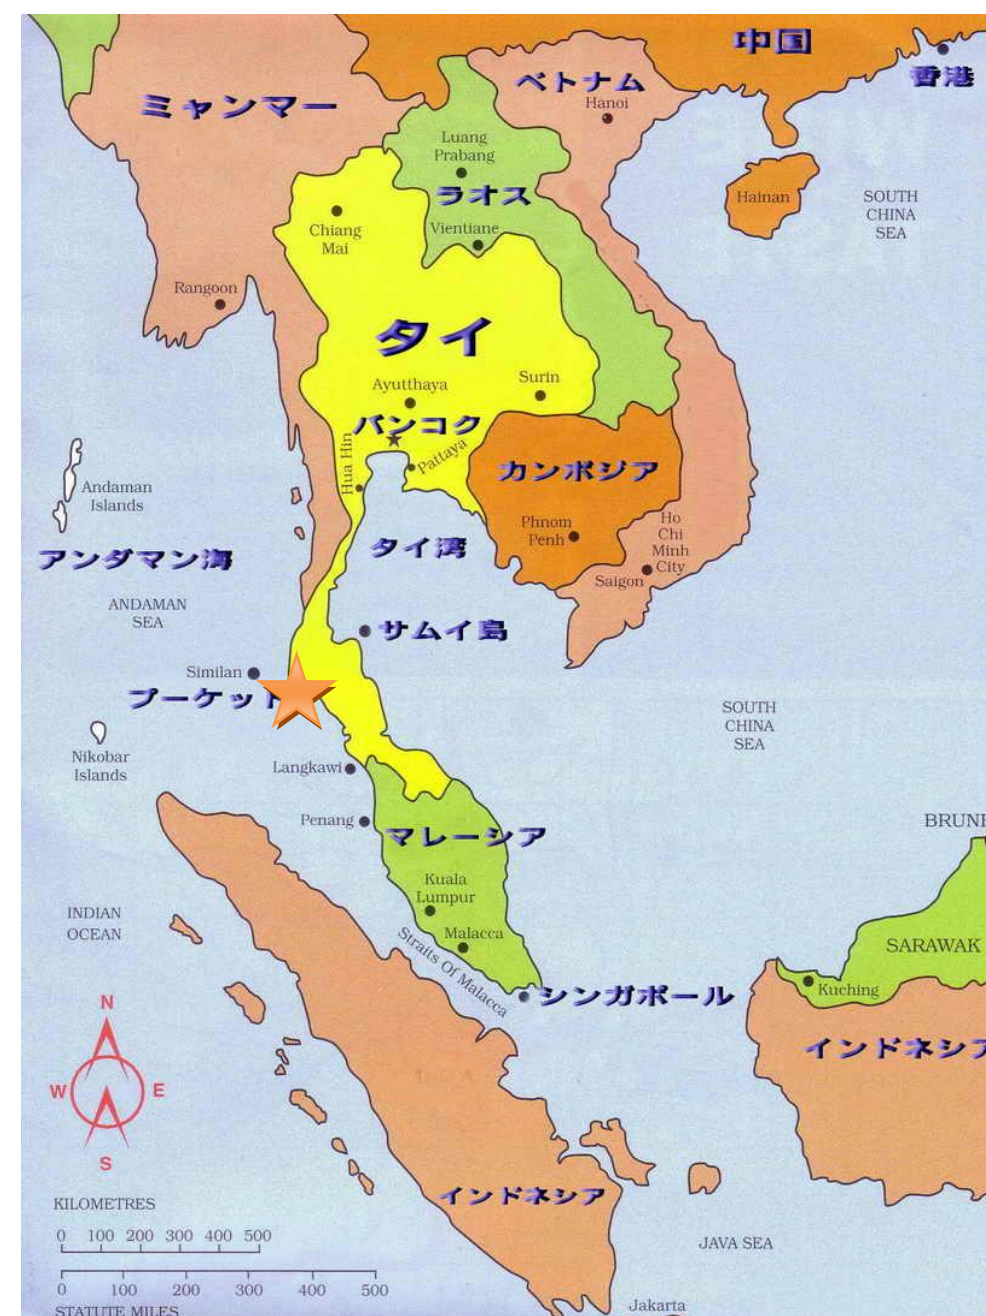 中国
香港
ベトナム
Hanoi
ミャンマー
Luang
Prabang
ラオス
Hainan
SOUTH
CHINA
SEA
Chiang
Mai
Vientiane
Rangoon
タイ
Ayutthaya
Surin
バンコク
Hua Hin
Pattaya
カンボジア
Andaman
Islands
Phnom
Penh
Ho
Chi
Minh
City
Saigon
タイ湾
アンダマン海
ANDAMAN
SEA
サムイ島
Similan
プーケット
SOUTH
CHINA
SEA
Nikobar
Islands
Langkawi
Penang
マレーシア
BRUNE
Kuala
Lumpur
INDIAN
OCEAN
Malacca
Straits Of Malacca
SARAWAK
Kuching
シンガポール
インドネシア
N
W E
S
インドネシア
KILOMETRES
0 100 200 300 400 500
JAVA SEA
0 100 200 300 400 500
STATUTE MILES
Jakarta